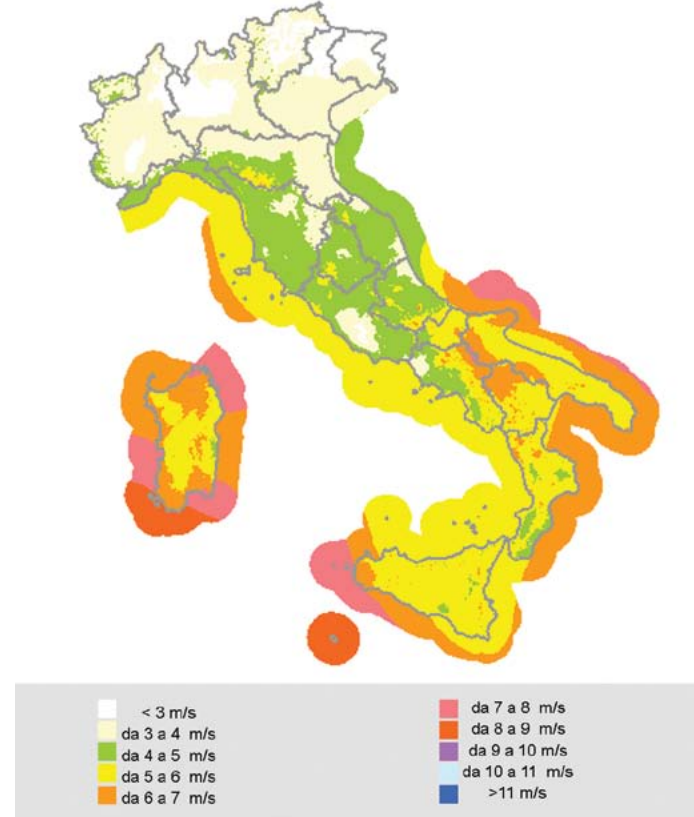 < 3 m/s
da 3 a 4 m/s
da 4 a 5 m/s
da 5 a 6 m/s
da 6 a 7 m/s
da 7 a 8 m/s
da 8 a 9 m/s
da 9 a 10 m/s
da 10 a 11 m/s
>11 m/s